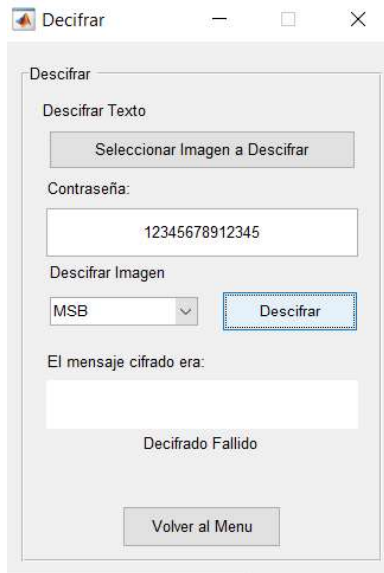 Decifrar
Descifrar
Descifrar Texto
Seleccionar Imagen a Descifrar
Contraseña:
12345678912345
Descifrar Imagen
MSB
Descifrar
El mensaje cifrado era:
Decifrado Fallido
Volver al Menu